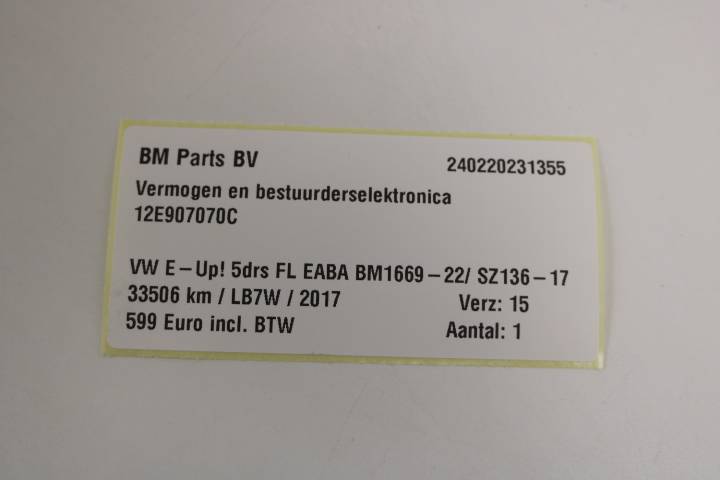 BM Parts BV 240220231355
Vermogen en bestuurderselektronica
12E907070C
VW E-Up! 5drs FL EABA BM1669-22/ SZ136-17
33506 km / LB7W / 2017 Verz: 15
599 Euro incl. BTW Aantal: 1